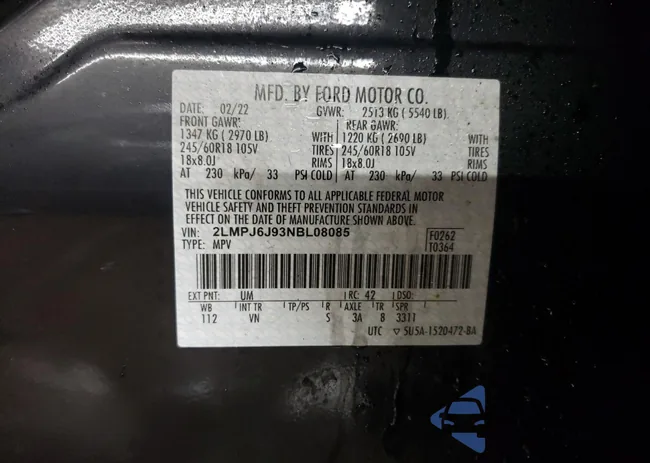 MFD. BY FORD MOTOR CO.
DATE: 02/22 GVWR: 2513 KG ( 5540 LB)
FRONT GAWR: REAR GAWR:
1347 KG ( 2970 LB) WITH 1220 KG ( 2690 LB) WITH
245/60R18 105V TIRES 245/60R18 105V TIRES
18x8.0J RIMS 18x8.0J RIMS
AT 230 kPa/ 33 PSI COLD AT 230 kPa/ 33 PSI COLD
THIS VEHICLE CONFORMS TO ALL APPLICABLE FEDERAL MOTOR
VEHICLE SAFETY AND THEFT PREVENTION STANDARDS IN
EFFECT ON THE DATE OF MANUFACTURE SHOWN ABOVE.
VIN: 2LMPJ6J93NBL08085 F0262
TYPE: MPV T0364
EXT PNT: UM RC: 42 DSO:
WB INT TR TP/PS R AXLE TR SPR
112 VN 5 3A 8 3311
UTC ▽ 5U5A-1520472-BA